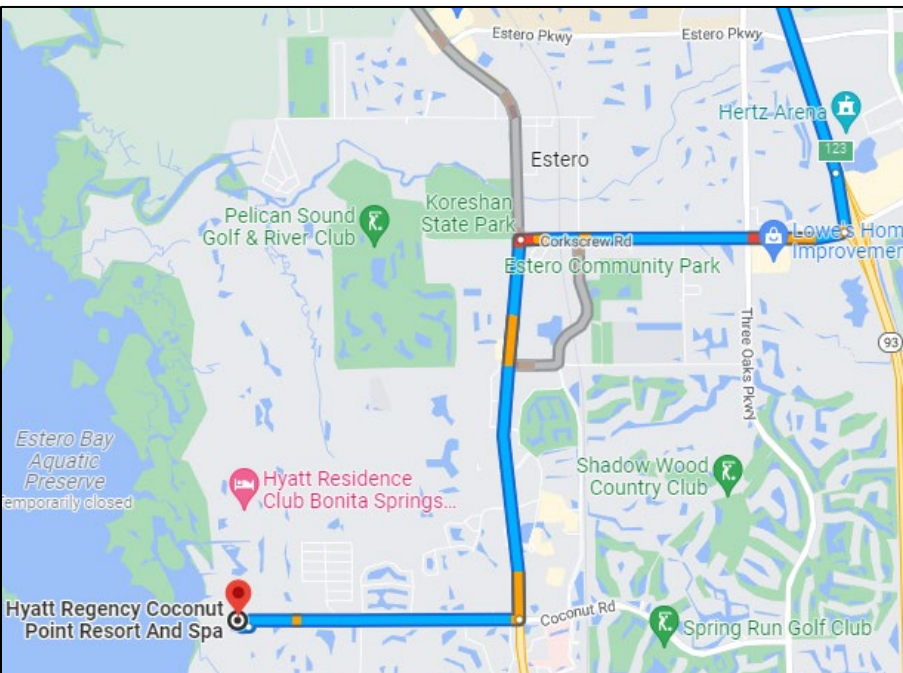 Estero Pkwy
Estero Pkwy
Hertz Arena
123
Estero
Koreshan
State Park
Pelican Sound
Golf & River Club
Corkscrew Rd
Lowe's Hom
Improvemen
Estero Community Park
Three Oaks Pkwy
93
Estero Bay
Aquatic
Preserve
Temporarily closed
Hyatt Residence
Club Bonita Springs...
Shadow Wood
Country Club
Hyatt Regency Coconut
Point Resort And Spa
Coconut Rd
Spring Run Golf Club